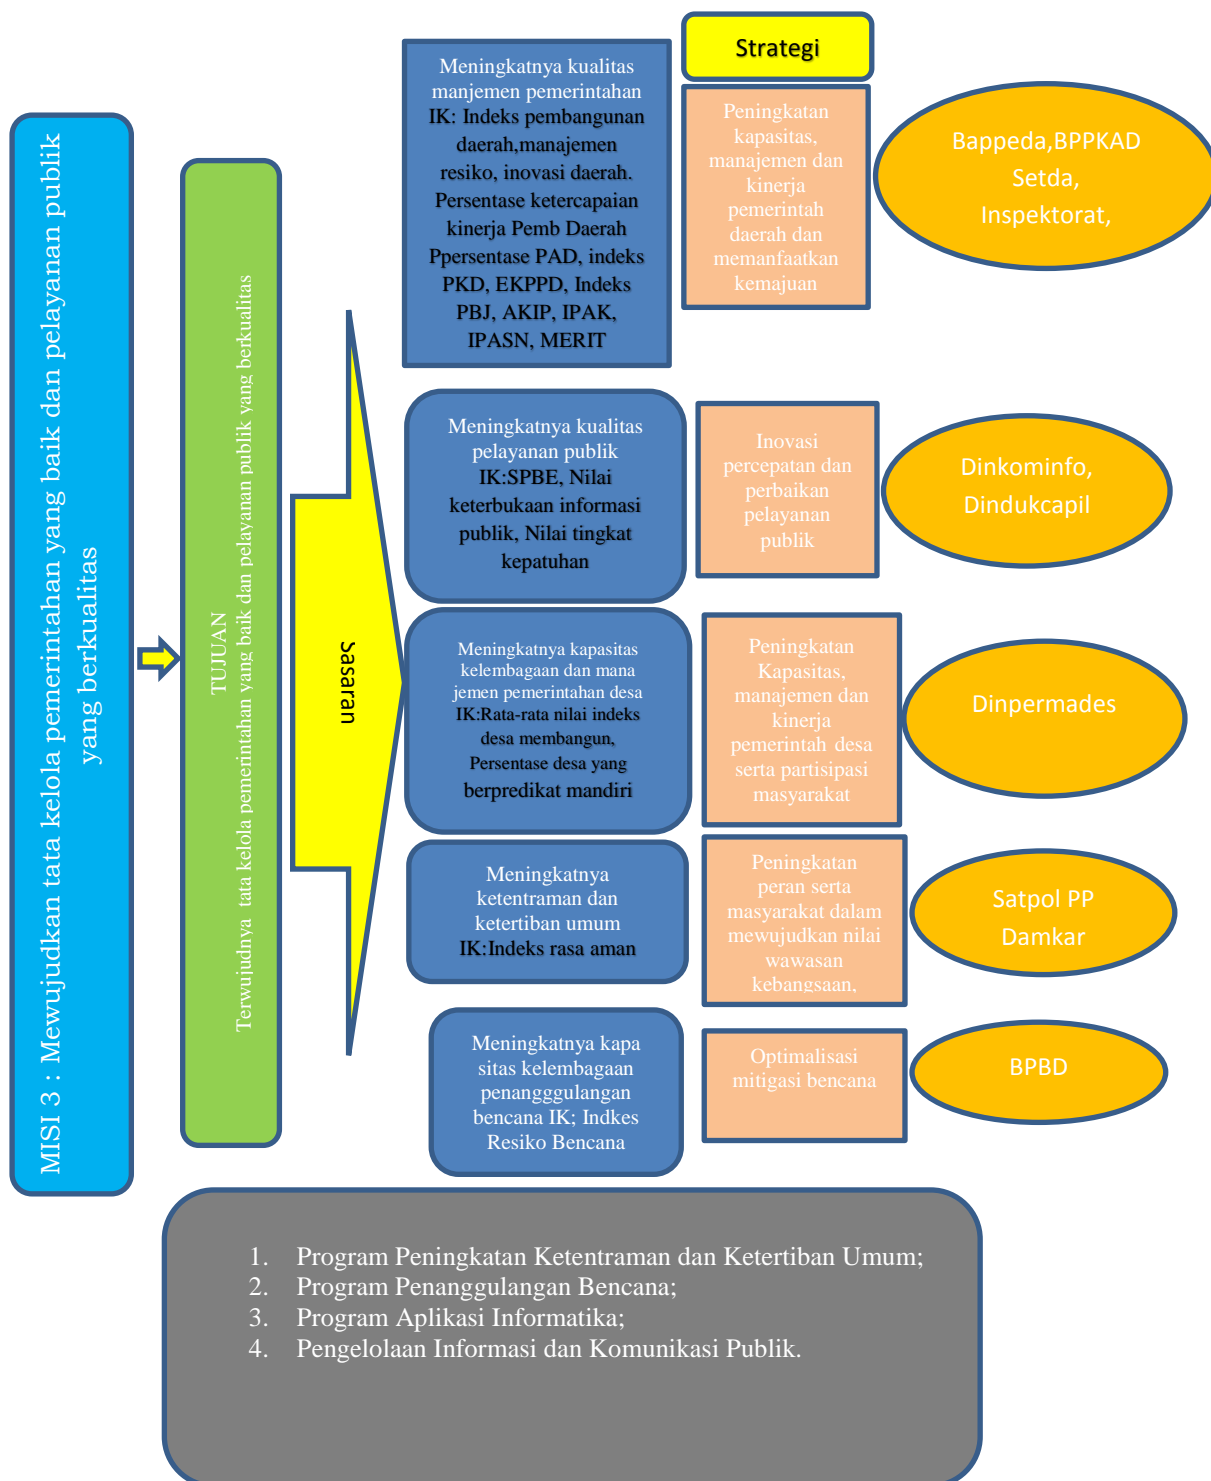 MISI 3 : Mewujudkan tata kelola pemerintahan yang baik dan pelayanan publik
yang berkualitas
TUJUAN
Terwujudnya tata kelola pemerintahan yang baik dan pelayanan publik yang berkualitas
Sasaran
Meningkatnya kualitas
manjemen pemerintahan
IK: Indeks pembangunan
daerah,manajemen
resiko, inovasi daerah.
Persentase ketercapaian
kinerja Pemb Daerah
Ppersentase PAD, indeks
PKD, EKPPD, Indeks
PBJ, AKIP, IPAK,
IPASN, MERIT
Strategi
Peningkatan
kapasitas,
manajemen dan
kinerja
pemerintah
daerah dan
memanfaatkan
kemajuan
Bappeda,BPPKAD
Setda,
Inspektorat,
Meningkatnya kualitas
pelayanan publik
IK:SPBE, Nilai
keterbukaan informasi
publik, Nilai tingkat
kepatuhan
Inovasi
percepatan dan
perbaikan
pelayanan
publik
Dinkominfo,
Dindukcapil
Meningkatnya kapasitas
kelembagaan dan mana
jemen pemerintahan desa
IK:Rata-rata nilai indeks
desa membangun,
Persentase desa yang
berpredikat mandiri
Peningkatan
Kapasitas,
manajemen dan
kinerja
pemerintah desa
serta partisipasi
masyarakat
Dinpermades
Meningkatnya
ketentraman dan
ketertiban umum
IK:Indeks rasa aman
Peningkatan
peran serta
masyarakat dalam
mewujudkan nilai
wawasan
kebangsaan,
Satpol PP
Damkar
Meningkatnya kapa
sitas kelembagaan
penangggulangan
bencana IK; Indkes
Resiko Bencana
Optimalisasi
mitigasi bencana
BPBD
1. Program Peningkatan Ketentraman dan Ketertiban Umum;
2. Program Penanggulangan Bencana;
3. Program Aplikasi Informatika;
4. Pengelolaan Informasi dan Komunikasi Publik.